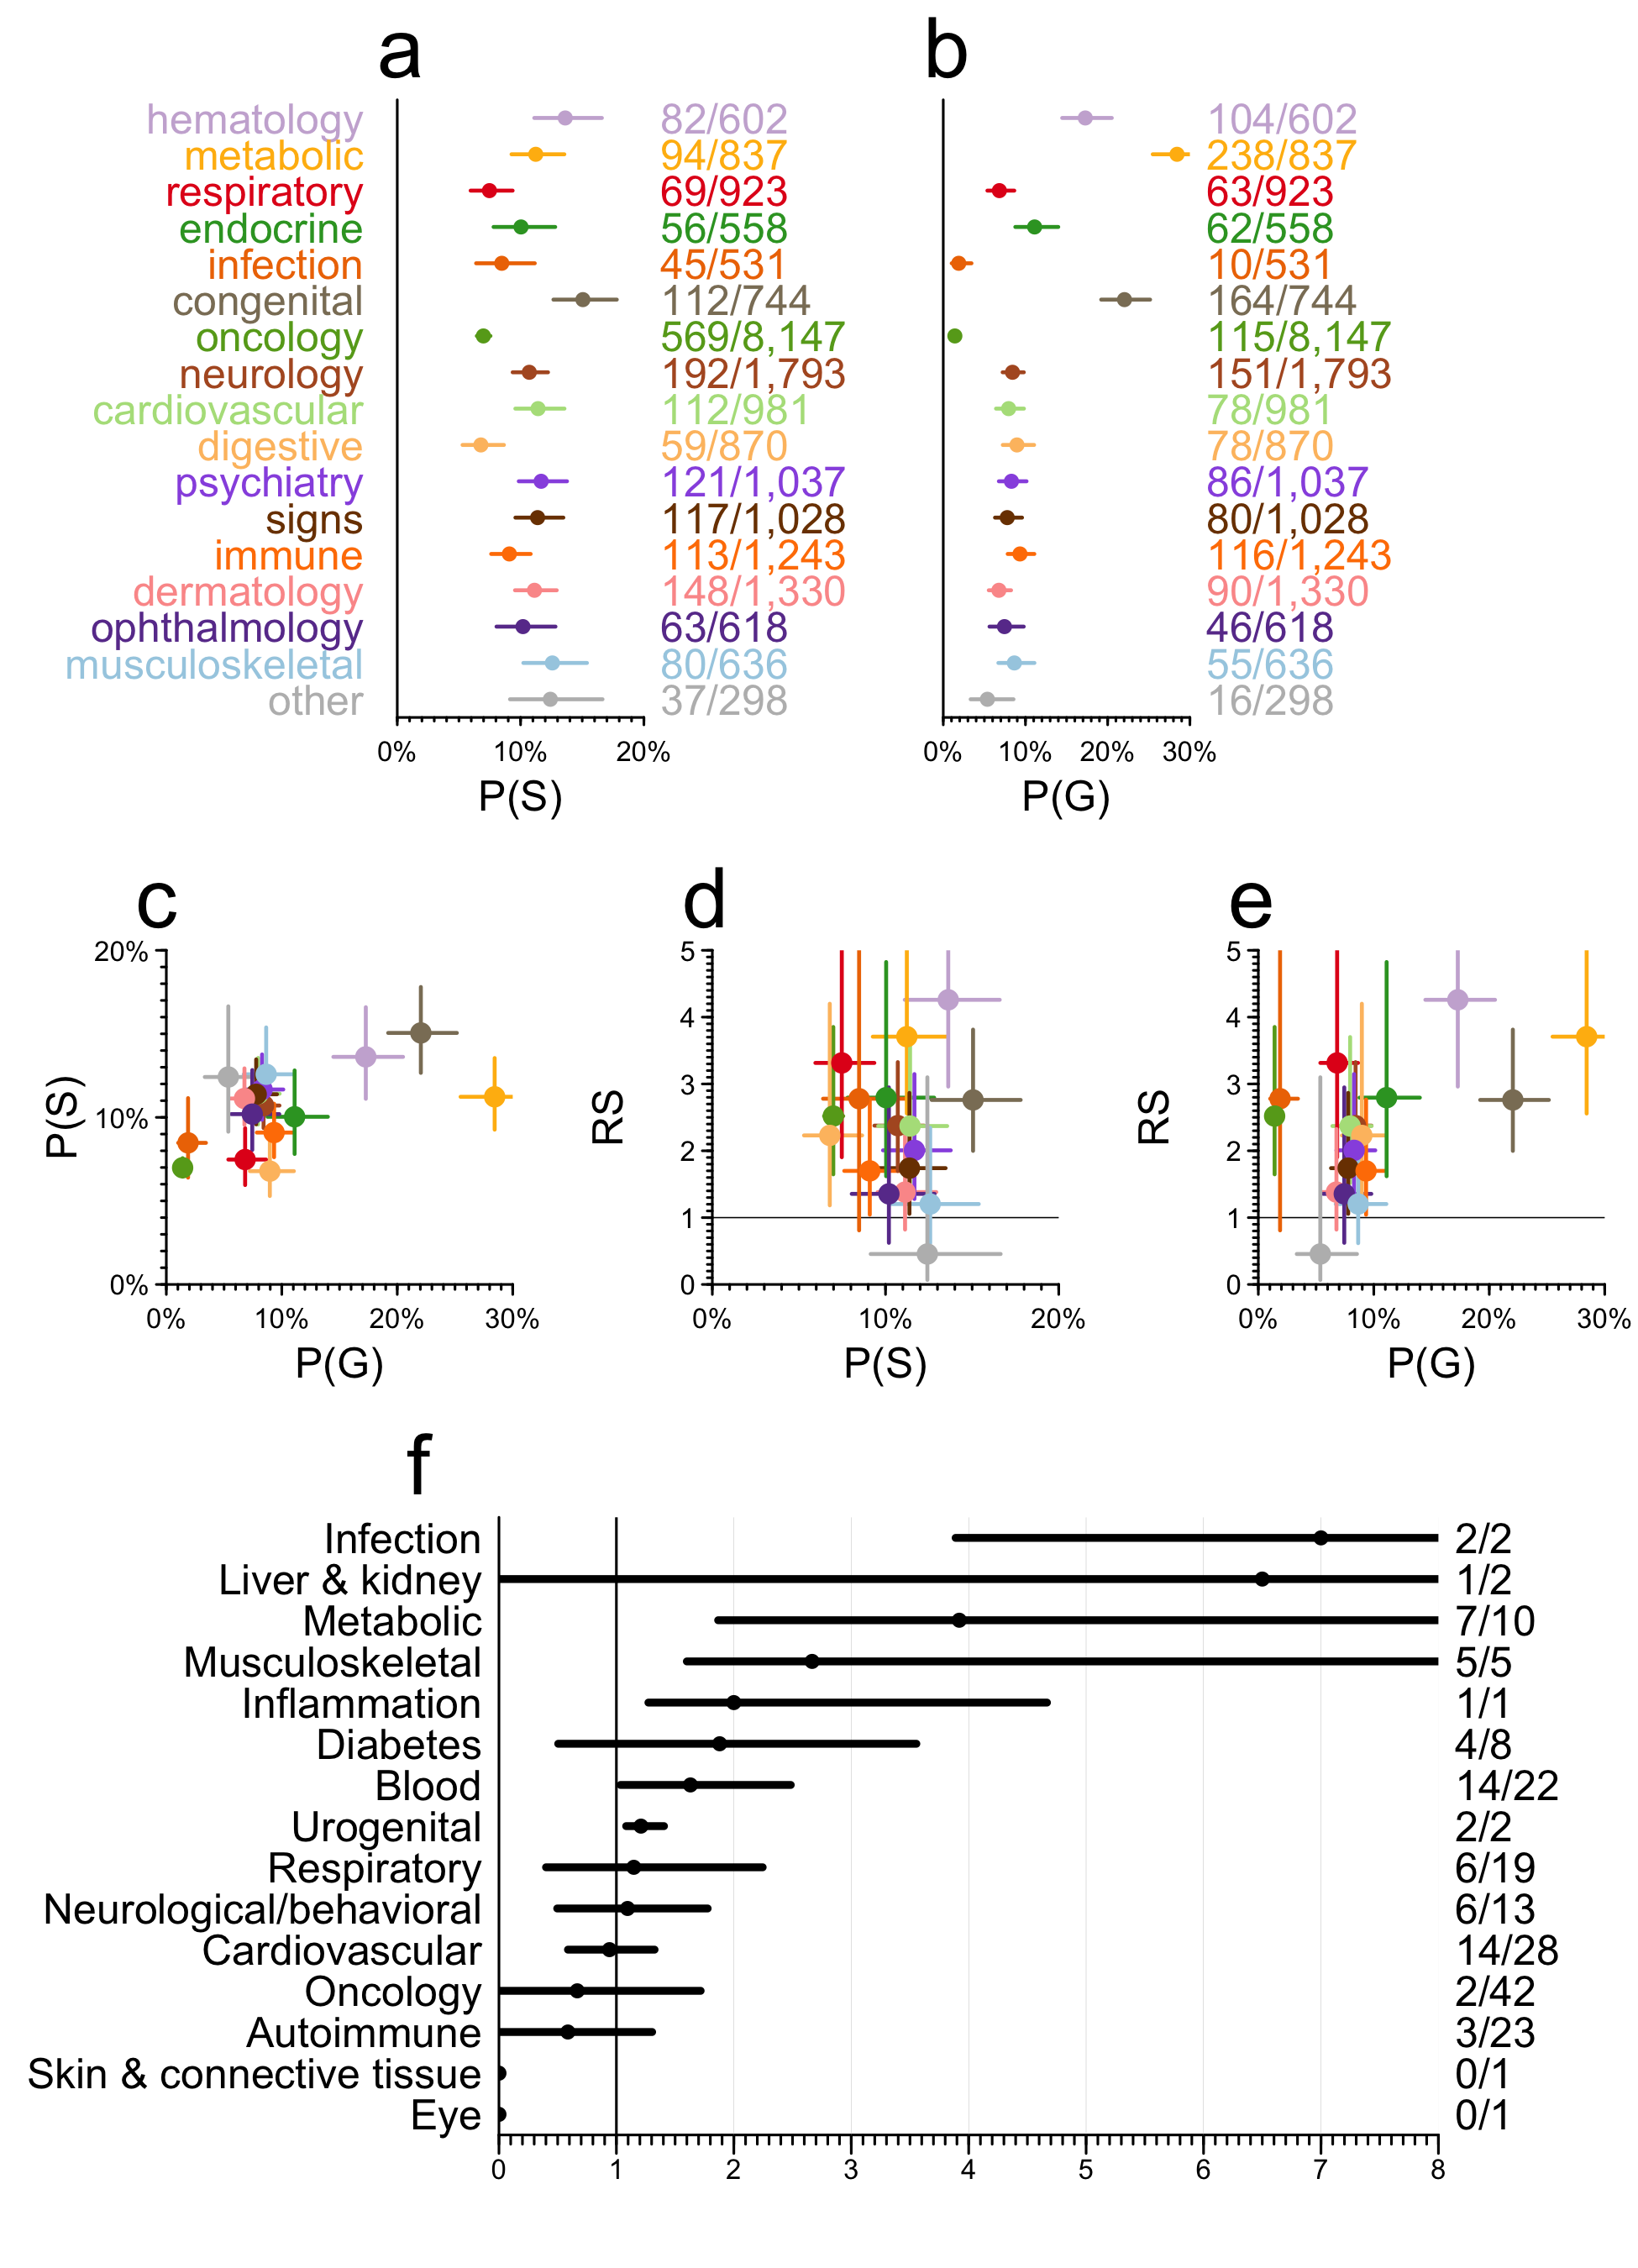 a b
hematology 82/602 104/602
metabolic 94/837 238/837
respiratory 69/923 63/923
endocrine 56/558 62/558
infection 45/531 10/531
congenital 112/744 164/744
oncology 569/8,147 115/8,147
neurology 192/1,793 151/1,793
cardiovascular 112/981 78/981
digestive 59/870 78/870
psychiatry 121/1,037 86/1,037
signs 117/1,028 80/1,028
immune 113/1,243 116/1,243
dermatology 148/1,330 90/1,330
ophthalmology 63/618 46/618
musculoskeletal 80/636 55/636
other 37/298 16/298
0% 10% 20% 0% 10% 20% 30%
P(S) P(G)
c d e
20%
10%
0%
P(S)
0% 10% 20% 30%
P(G)
5
4
3
2
1
0
RS
0% 10% 20%
P(S)
5
4
3
2
1
0
RS
0% 10% 20% 30%
P(G)
f
Infection 2/2
Liver & kidney 1/2
Metabolic 7/10
Musculoskeletal 5/5
Inflammation 1/1
Diabetes 4/8
Blood 14/22
Urogenital 2/2
Respiratory 6/19
Neurological/behavioral 6/13
Cardiovascular 14/28
Oncology 2/42
Autoimmune 3/23
Skin & connective tissue 0/1
Eye 0/1
0 1 2 3 4 5 6 7 8